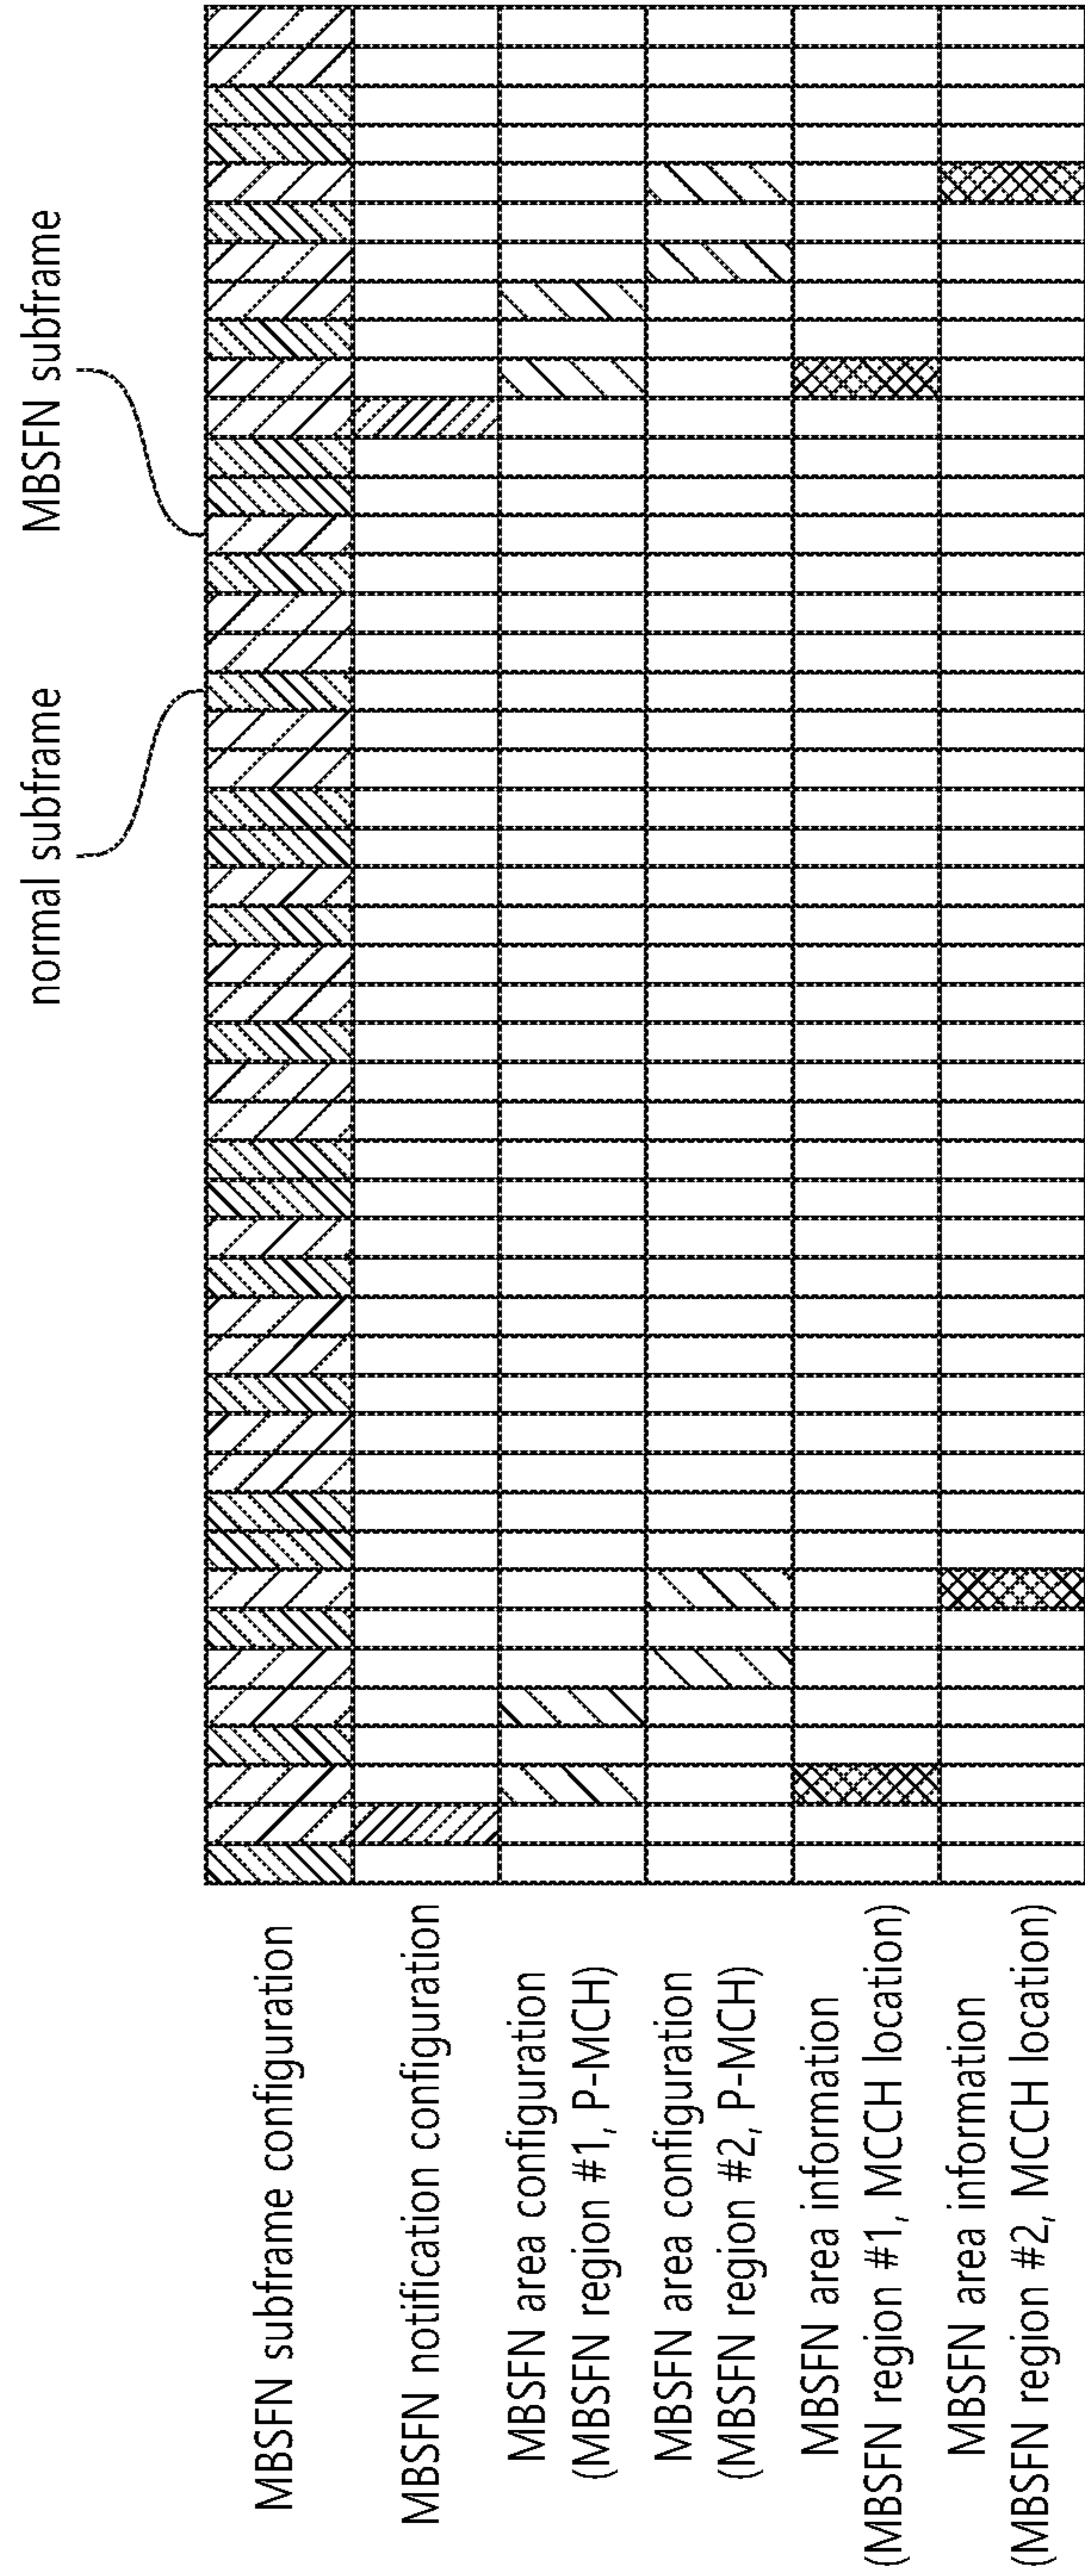 normal subframe
MBSFN subframe
MBSFN subframe configuration
MBSFN notification configuration
MBSFN area configuration
(MBSFN region #1, P-MCH)
MBSFN area configuration
(MBSFN region #2, P-MCH)
MBSFN area information
(MBSFN region #1, MCCH location)
MBSFN area information
(MBSFN region #2, MCCH location)